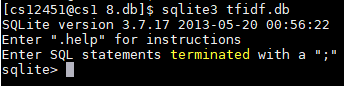 [cs12451@cs1 8.db]$ sqlite3 tfidf.db
SQLite version 3.7.17 2013-05-20 00:56:22
Enter ".help" for instructions
Enter SQL statements terminated with a ";"
sqlite>